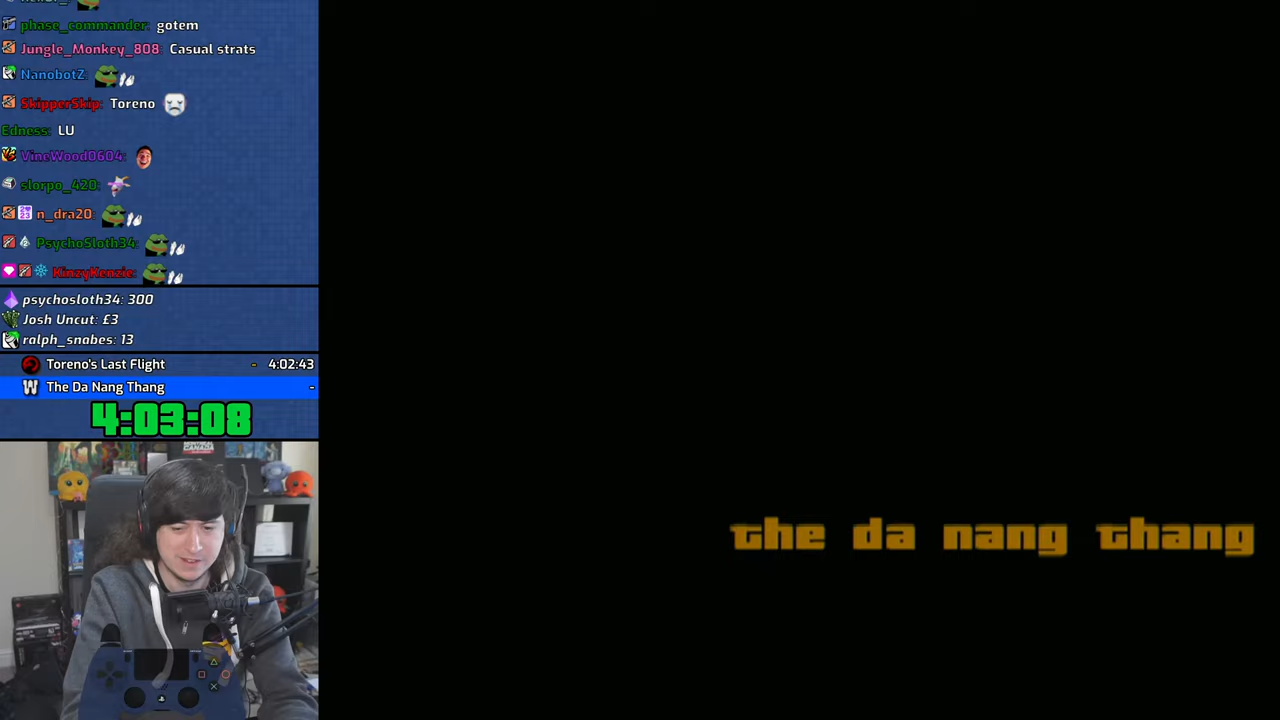 phase_commander: gotem
Jungle_Monkey_808 Casual strats
NanobotZ:
SkipperSkip: Toreno
Edness: LU
VineWood0604:
slorpo_420:
n_dra20:
PsychoSloth34:
KinzyKenzie:
psychosloth34: 300
Josh Uncut: £3
ralph_snabes: 13
Toreno's Last Flight - 4:02:43
W The Da Nang Thang -
4:03:08
the da nang thang